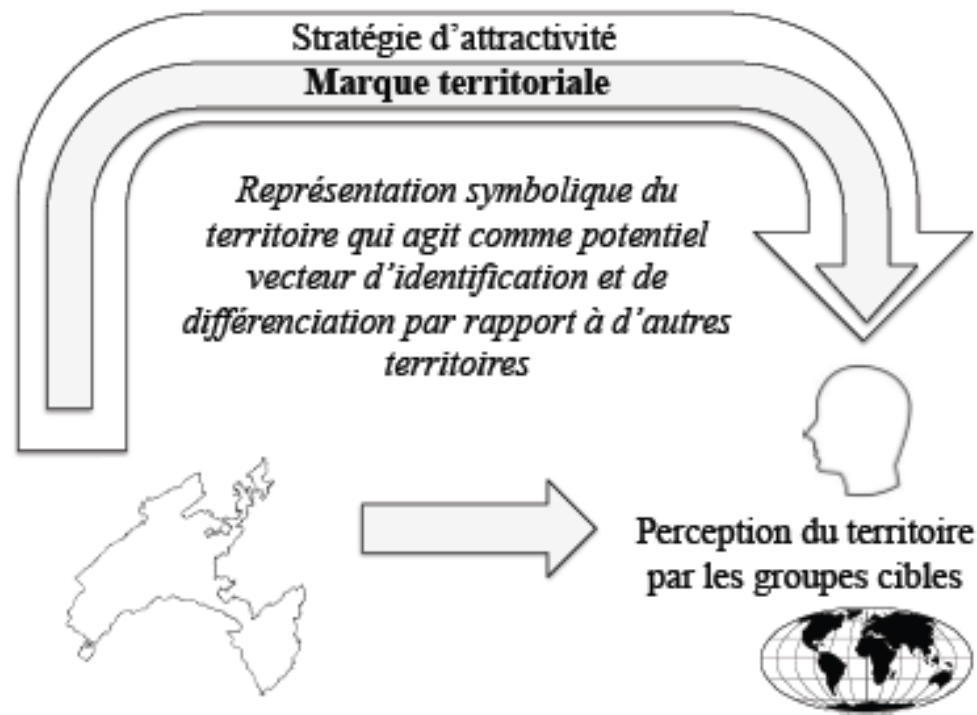 Stratégie d'attractivité
Marque territoriale
Représentation symbolique du
territoire qui agit comme potentiel
vecteur d'identification et de
différenciation par rapport à d'autres
territoires
Perception du territoire
par les groupes cibles